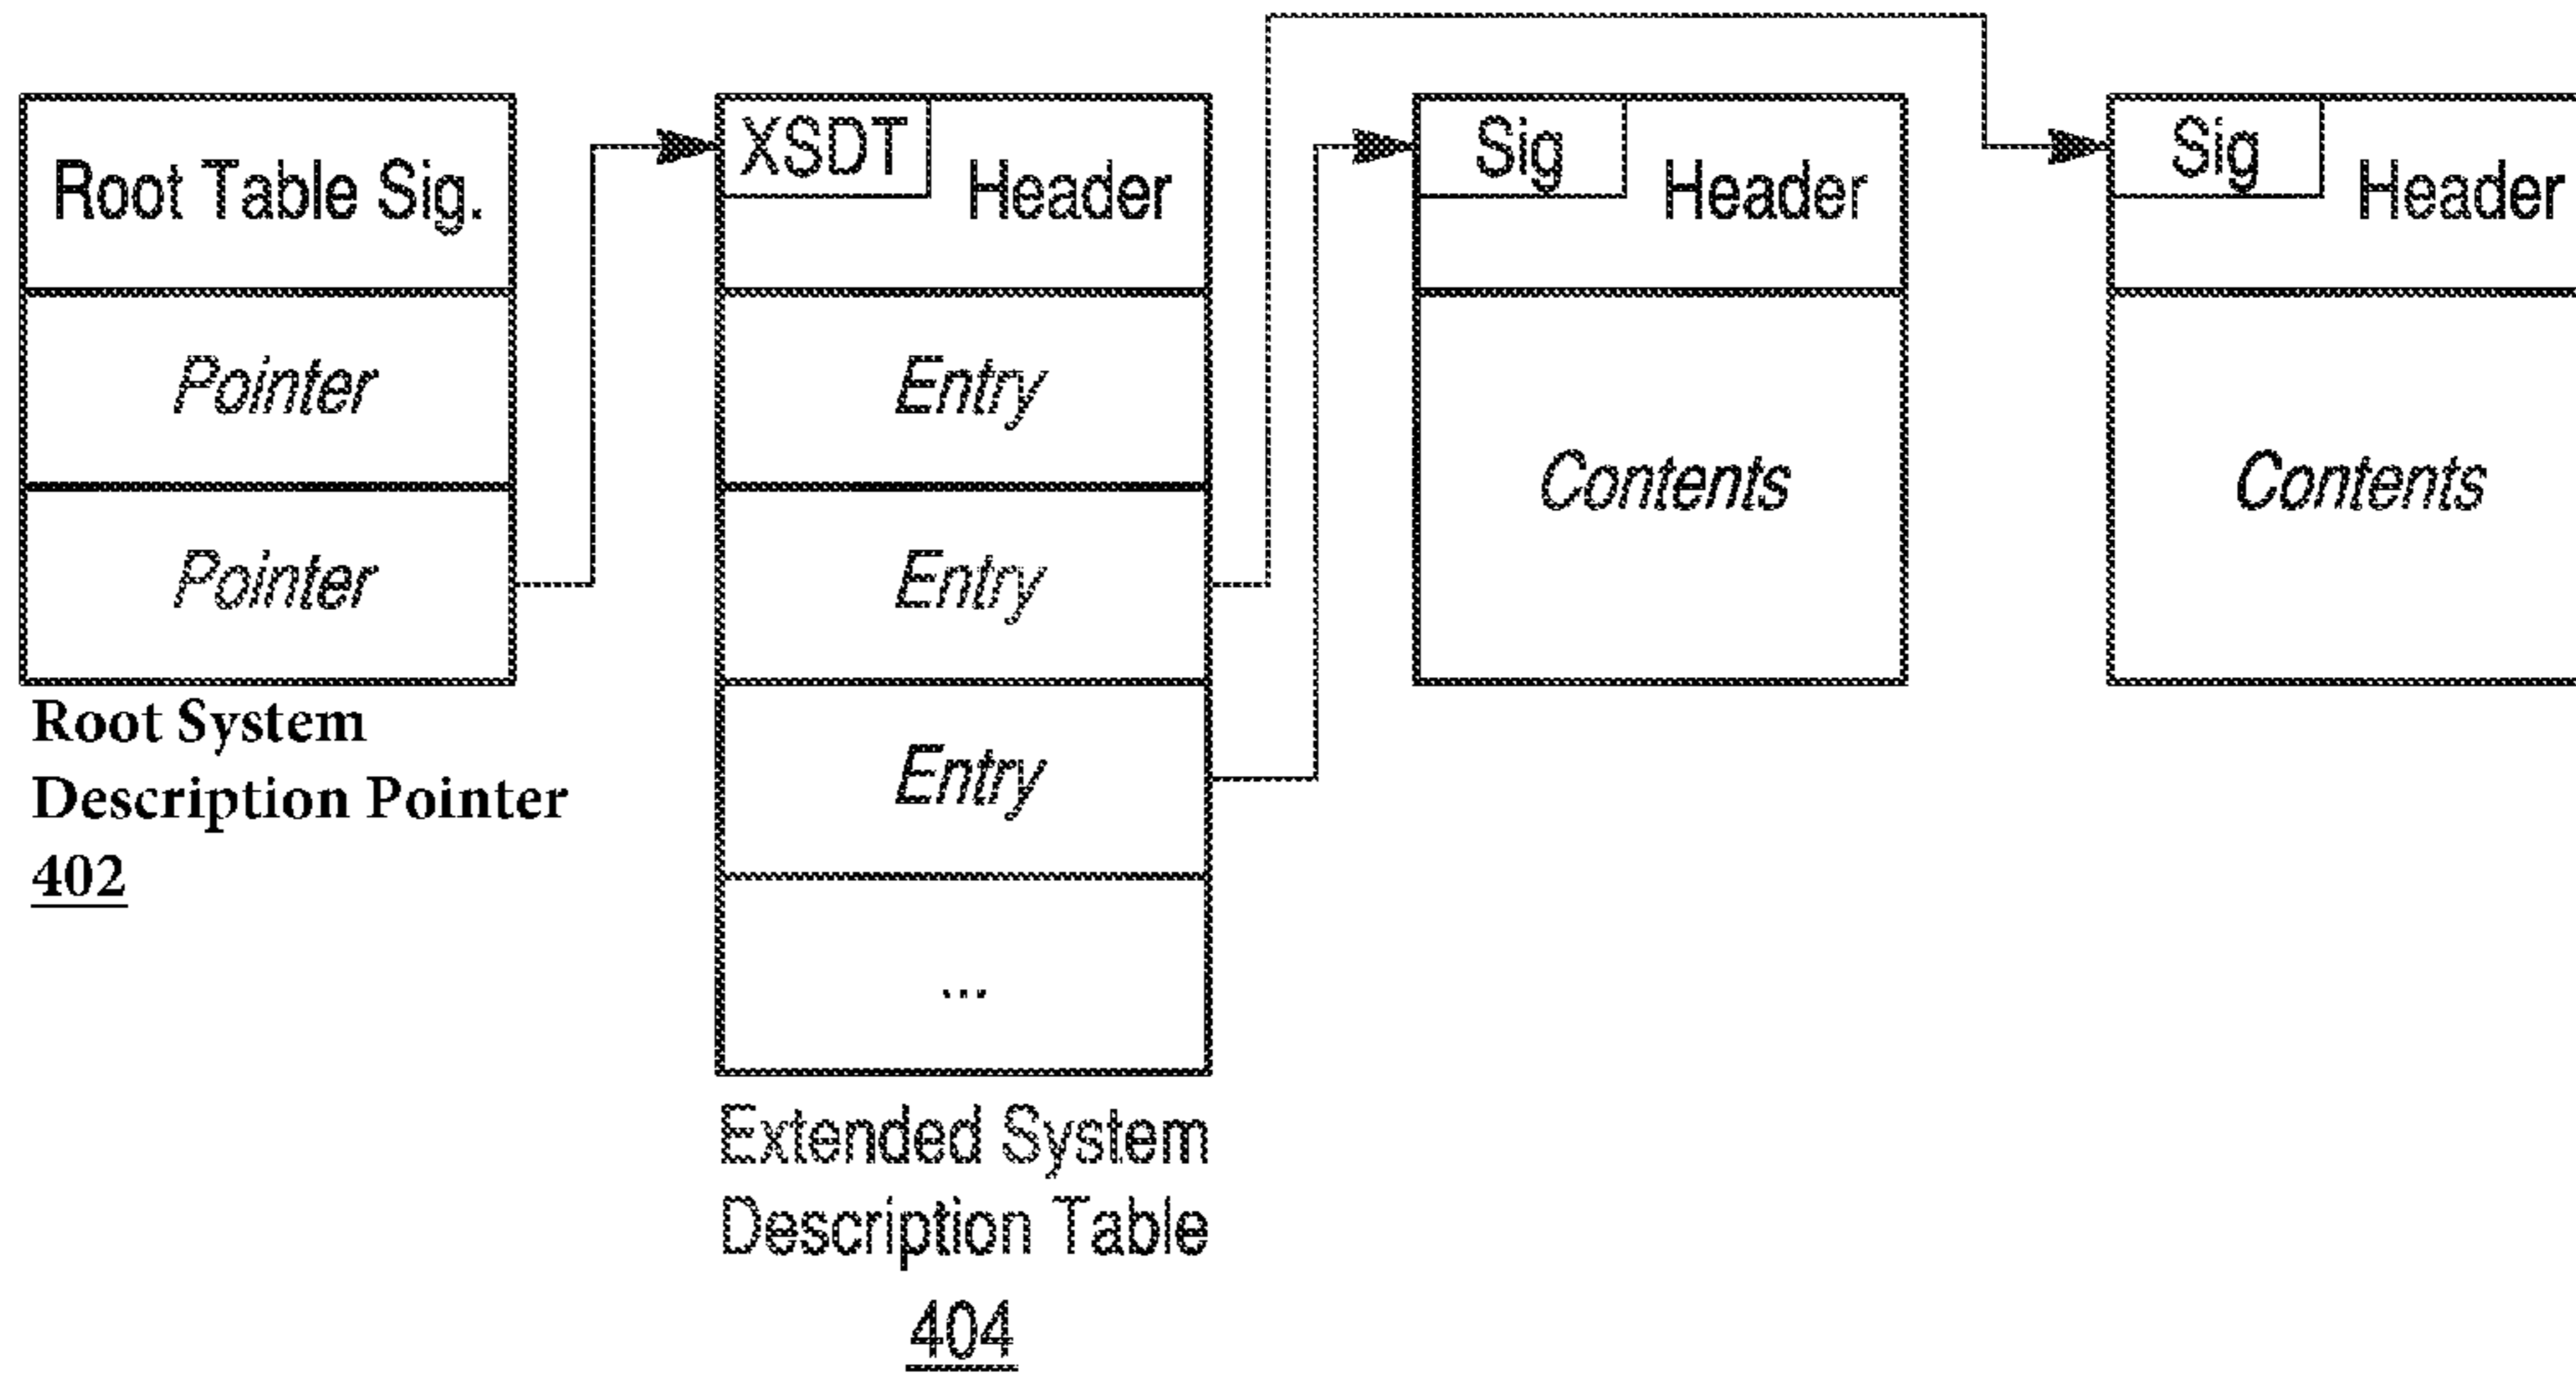 Root Table Sig.
Pointer
Pointer
Root System
Description Pointer
402
XSDT
Header
Entry
Entry
Entry
...
Extended System
Description Table
404
Sig
Header
Contents
Sig
Header
Contents